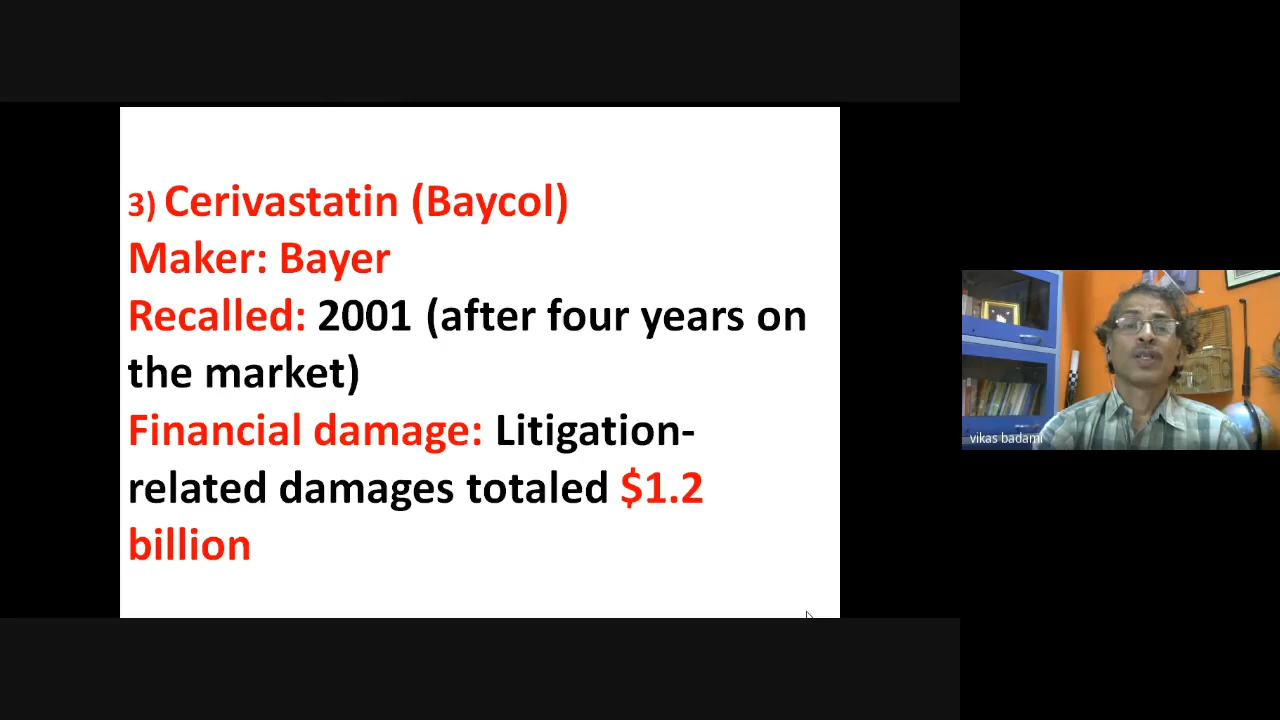 3) Cerivastatin (Baycol)
Maker: Bayer
Recalled: 2001 (after four years on
the market)
Financial damage: Litigation-
related damages totaled $1.2
billion
vikas badami